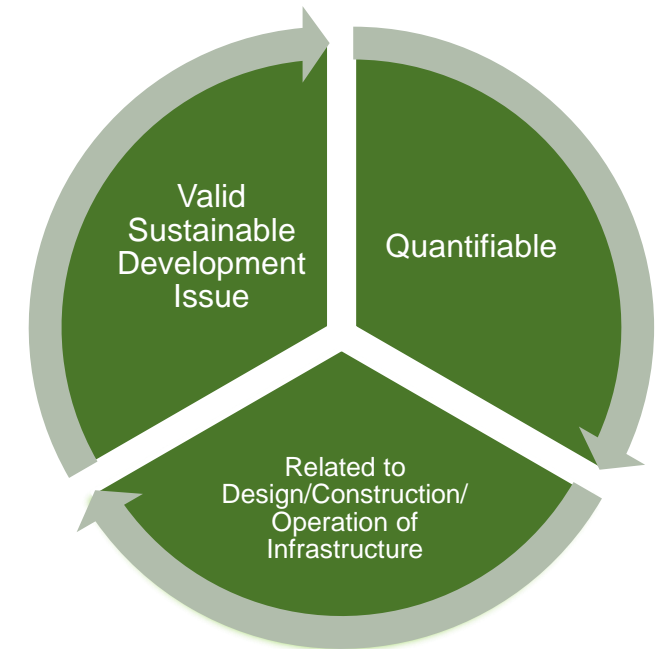 Valid
Sustainable
Development
Issue
Quantifiable
Related to
Design/Construction/
Operation of
Infrastructure